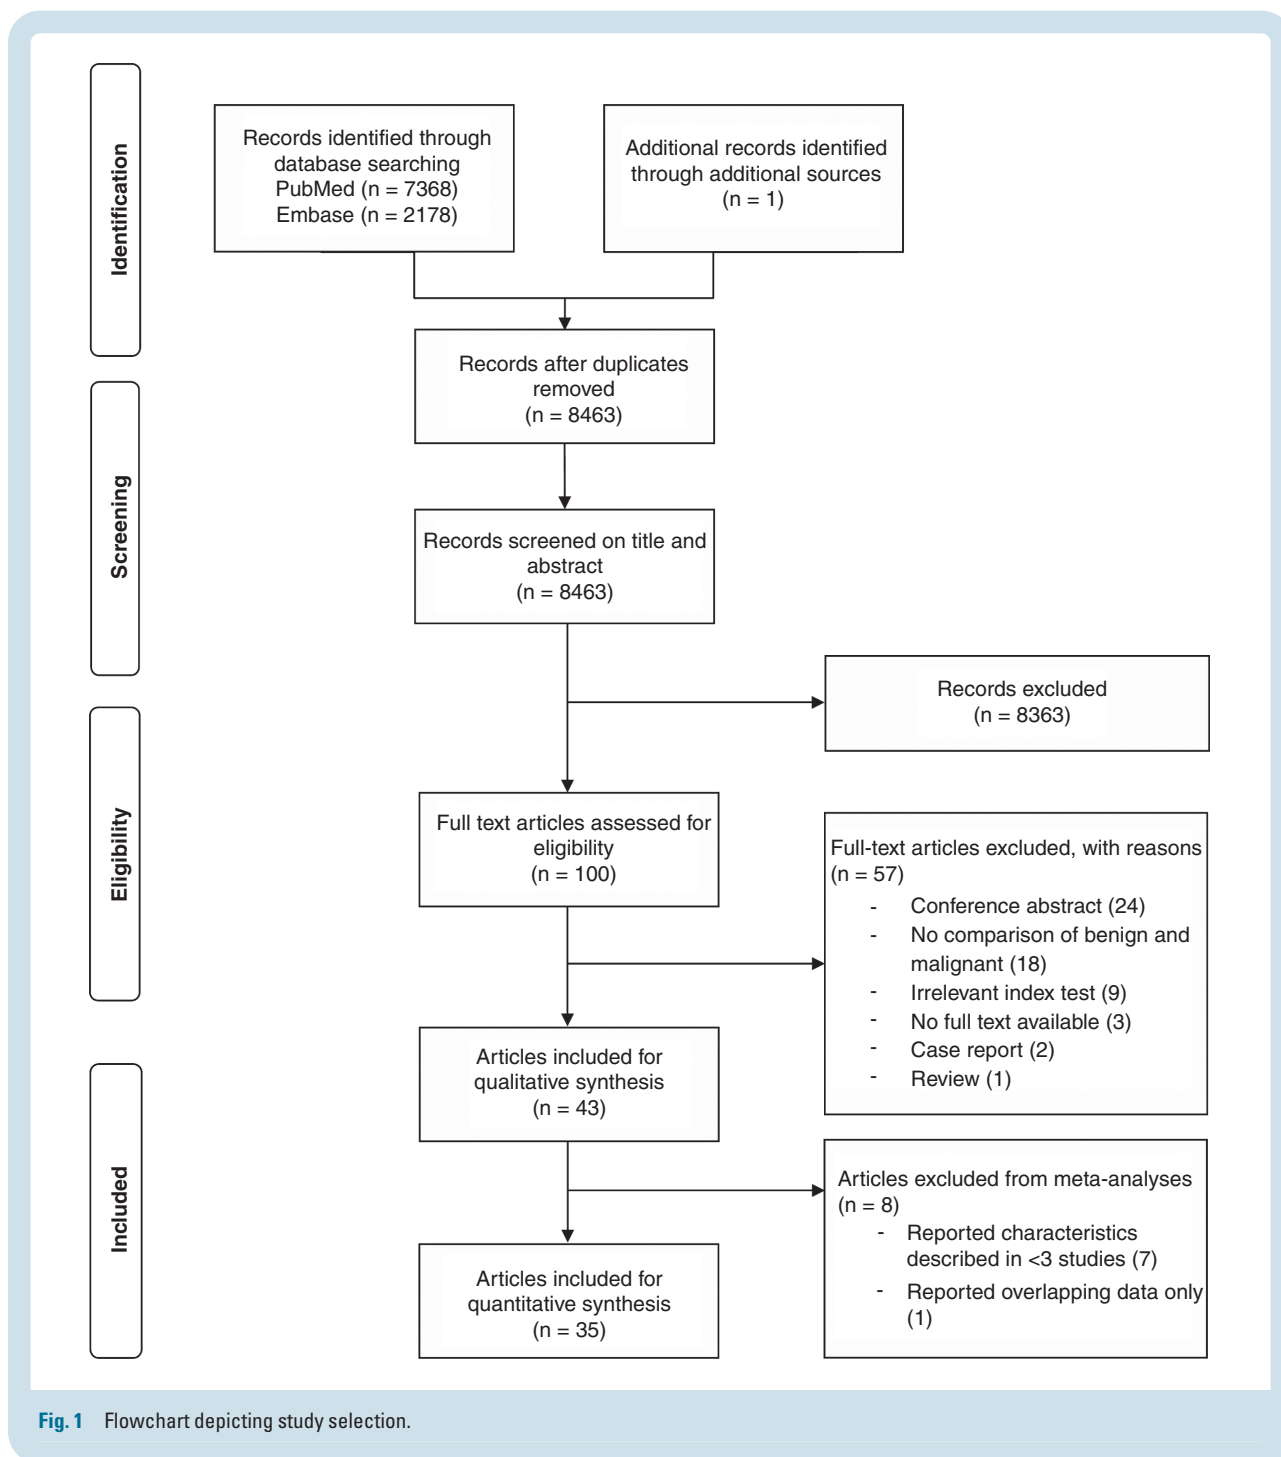 Identification
Records identified through
database searching
PubMed (n = 7368)
Embase (n = 2178)
Additional records identified
through additional sources
(n = 1)
Records after duplicates
removed
(n = 8463)
Screening
Records screened on title and
abstract
(n = 8463)
Records excluded
(n = 8363)
Eligibility
Full text articles assessed for
eligibility
(n = 100)
Full-text articles excluded, with reasons
(n = 57)
- Conference abstract (24)
- No comparison of benign and
malignant (18)
- Irrelevant index test (9)
- No full text available (3)
- Case report (2)
- Review (1)
Articles included for
qualitative synthesis
(n = 43)
Included
Articles excluded from meta-analyses
(n = 8)
- Reported characteristics
described in <3 studies (7)
- Reported overlapping data only
(1)
Articles included for
quantitative synthesis
(n = 35)
Fig. 1 Flowchart depicting study selection.